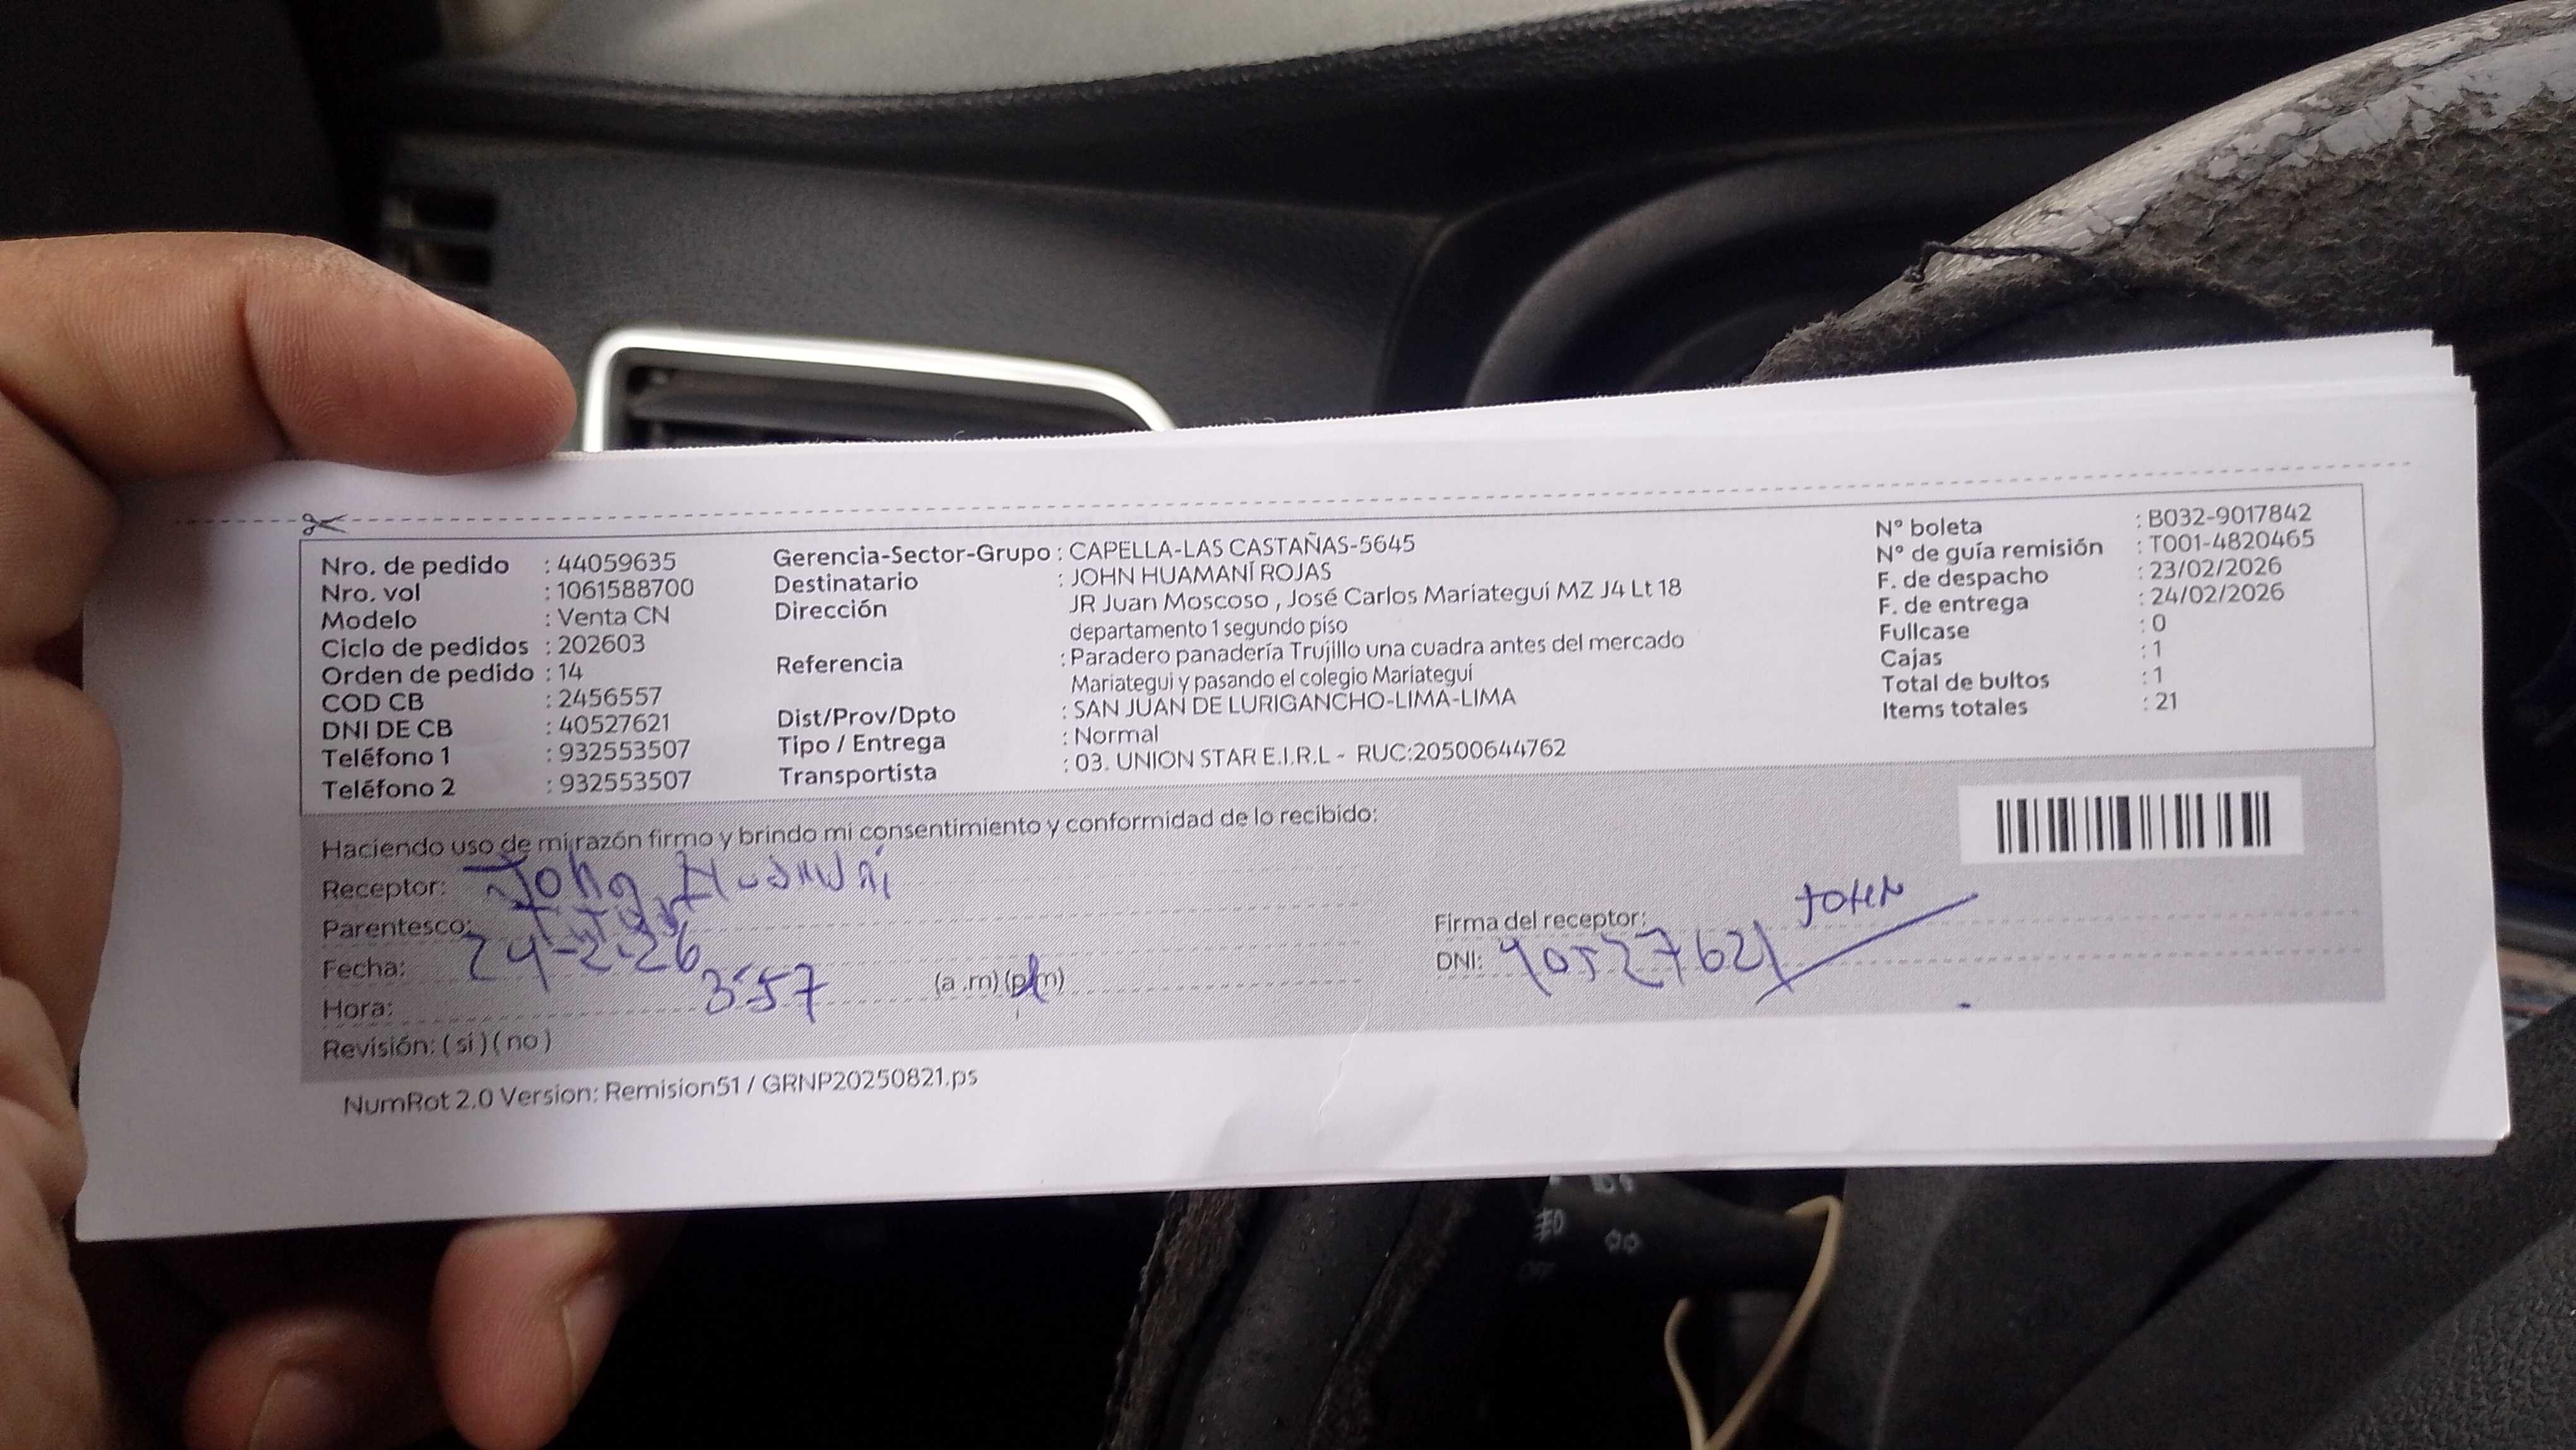 Nro. de pedido : 44059635
Nro. vol : 1061588700
Modelo : Venta CN
Ciclo de pedidos : 202603
Orden de pedido : 14
COD CB : 2456557
DNI DE CB : 40527621
Teléfono 1 : 932553507
Teléfono 2 : 932553507
Gerencia-Sector-Grupo : CAPELLA-LAS CASTAÑAS-5645
Destinatario : JOHN HUAMANÍ ROJAS
Dirección JR Juan Moscoso , José Carlos Mariategui MZ J4 Lt 18
departamento 1 segundo piso
Referencia : Paradero panadería Trujillo una cuadra antes del mercado
Mariategui y pasando el colegio Mariategui
Dist/Prov/Dpto : SAN JUAN DE LURIGANCHO-LIMA-LIMA
Tipo / Entrega : Normal
Transportista : 03. UNION STAR E.I.R.L - RUC:20500644762
N° boleta : B032-9017842
N° de guía remisión : T001-4820465
F. de despacho : 23/02/2026
F. de entrega : 24/02/2026
Fullcase : 0
Cajas : 1
Total de bultos : 1
Items totales : 21
Haciendo uso de mi razón firmo y brindo mi consentimiento y conformidad de lo recibido:
Receptor: John Huamaní
Parentesco:
Fecha: 24-2-26
Hora: 3:57 (a .m) (p.m)
Revisión: ( si ) ( no )
Firma del receptor: JOHN
DNI: 40527621
NumRot 2.0 Version: Remision51 / GRNP20250821.ps